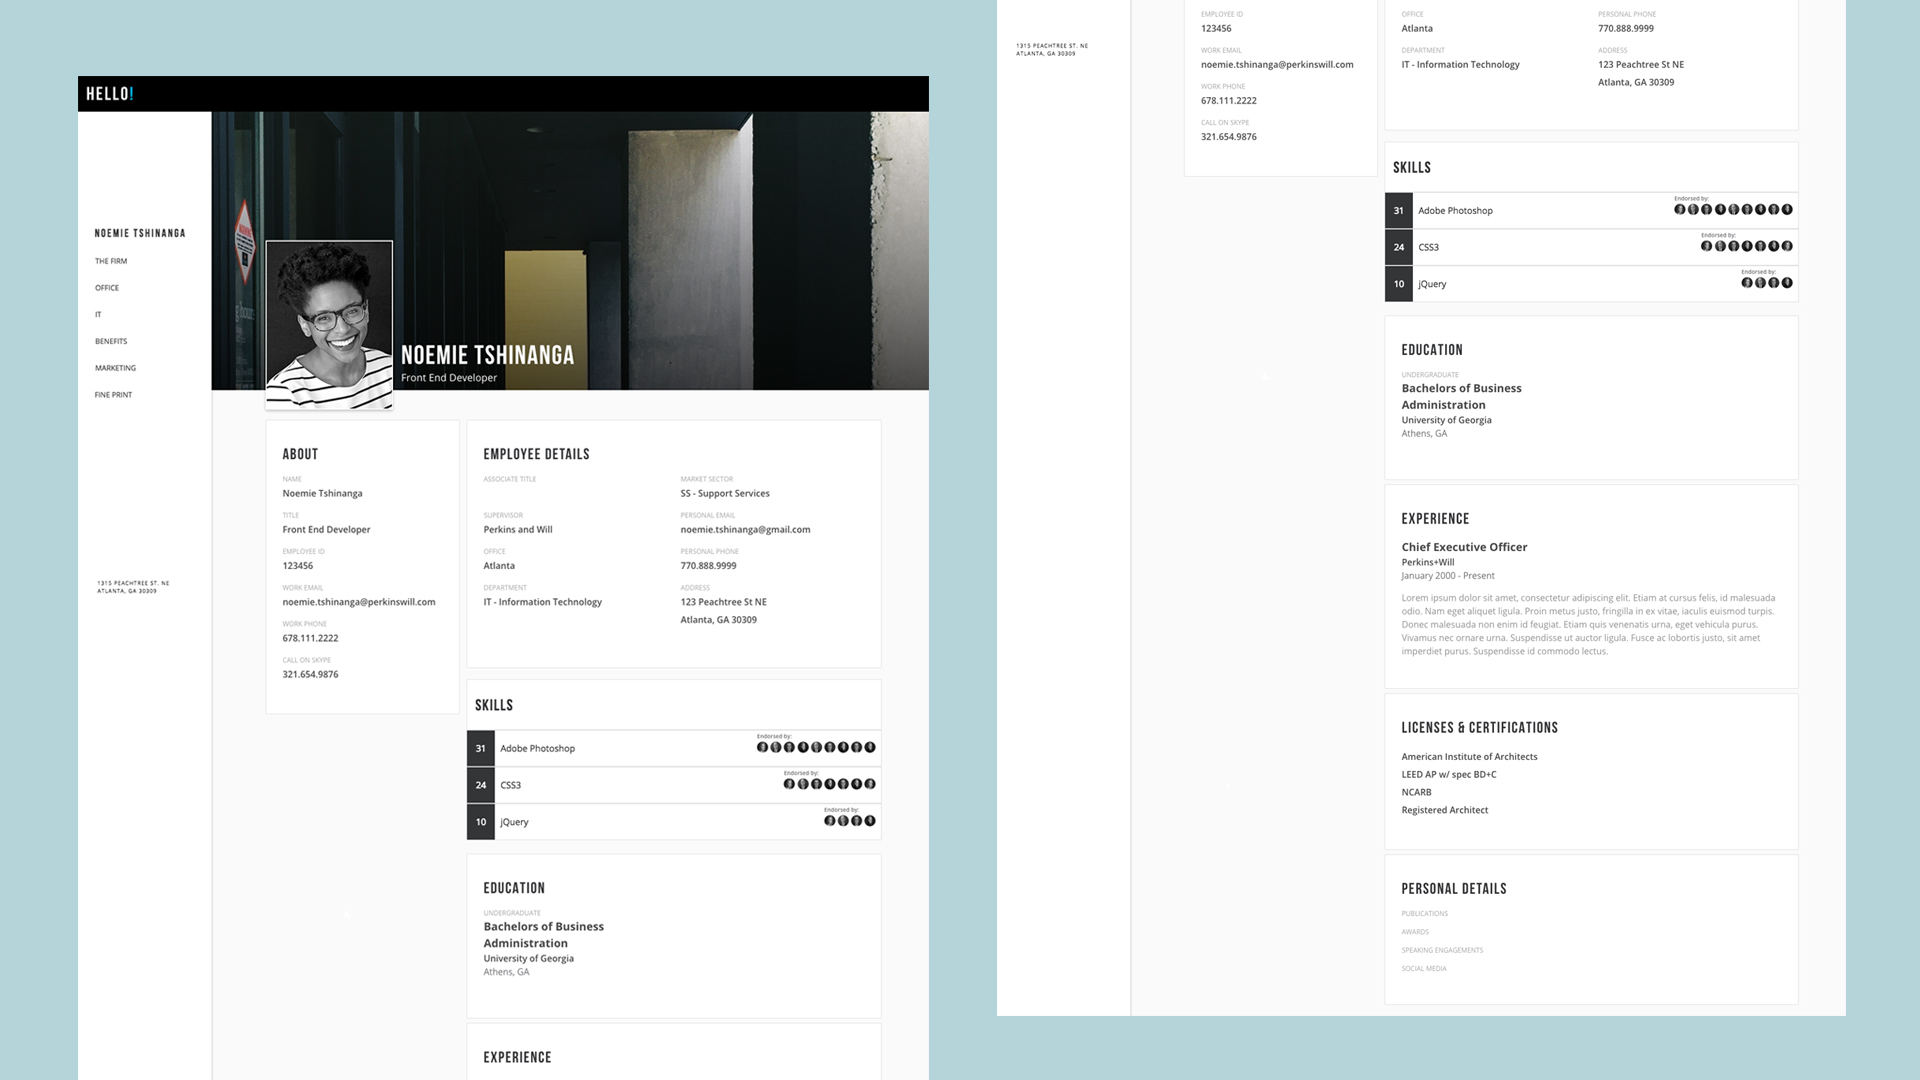 HELLO!
NOEMIE TSHINANGA
THE FIRM
OFFICE
IT
BENEFITS
MARKETING
FINE PRINT
1315 PEACHTREE ST. NE
ATLANTA, GA 30309
NOEMIE TSHINANGA
Front End Developer
ABOUT
NAME
Noemie Tshinanga
TITLE
Front End Developer
EMPLOYEE ID
123456
WORK EMAIL
noemie.tshinanga@perkinswill.com
WORK PHONE
678.111.2222
CALL ON SKYPE
321.654.9876
EMPLOYEE DETAILS
ASSOCIATE TITLE
SUPERVISOR
Perkins and Will
OFFICE
Atlanta
DEPARTMENT
IT - Information Technology
MARKET SECTOR
SS - Support Services
PERSONAL EMAIL
noemie.tshinanga@gmail.com
PERSONAL PHONE
770.888.9999
ADDRESS
123 Peachtree St NE
Atlanta, GA 30309
SKILLS
31 Adobe Photoshop Endorsed by:
24 CSS3 Endorsed by:
10 jQuery Endorsed by:
EDUCATION
UNDERGRADUATE
Bachelors of Business
Administration
University of Georgia
Athens, GA
EXPERIENCE
1315 PEACHTREE ST. NE
ATLANTA, GA 30309
EMPLOYEE ID
123456
WORK EMAIL
noemie.tshinanga@perkinswill.com
WORK PHONE
678.111.2222
CALL ON SKYPE
321.654.9876
OFFICE
Atlanta
DEPARTMENT
IT - Information Technology
PERSONAL PHONE
770.888.9999
ADDRESS
123 Peachtree St NE
Atlanta, GA 30309
SKILLS
31 Adobe Photoshop Endorsed by:
24 CSS3 Endorsed by:
10 jQuery Endorsed by:
EDUCATION
UNDERGRADUATE
Bachelors of Business
Administration
University of Georgia
Athens, GA
EXPERIENCE
Chief Executive Officer
Perkins+Will
January 2000 - Present
Lorem ipsum dolor sit amet, consectetur adipiscing elit. Etiam at cursus felis, id malesuada
odio. Nam eget aliquet ligula. Proin metus justo, fringilla in ex vitae, iaculis euismod turpis.
Donec malesuada non enim id feugiat. Etiam quis venenatis urna, eget vehicula purus.
Vivamus nec ornare urna. Suspendisse ut auctor ligula. Fusce ac lobortis justo, sit amet
imperdiet purus. Suspendisse id commodo lectus.
LICENSES & CERTIFICATIONS
American Institute of Architects
LEED AP w/ spec BD+C
NCARB
Registered Architect
PERSONAL DETAILS
PUBLICATIONS
AWARDS
SPEAKING ENGAGEMENTS
SOCIAL MEDIA